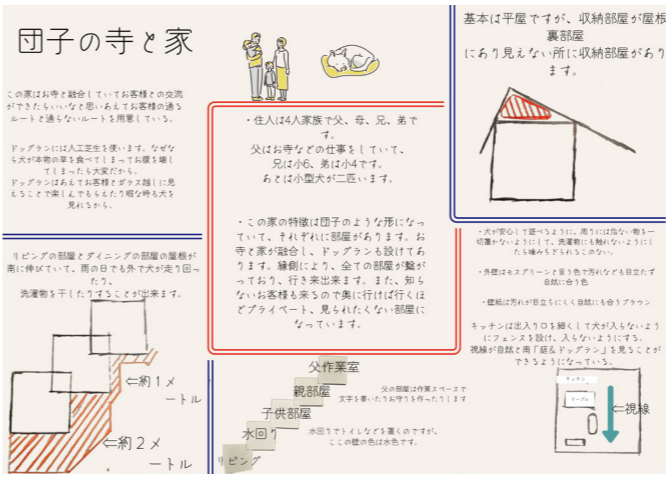 団子の寺と家
この家はお寺と融合していてお客様との交流
ができたらいいなと思いあえてお客様の通る
ルートと通らないルートを用意している。
ドッグランには人工芝生を使います。なぜな
ら犬が本物の草を食べてしまってお腹を壊し
てしまったら大変だから。
ドッグランはあえてお客様とガラス越しに見
えることで楽しんでもらえたり暇な時も犬を
見れるから。
リビングの部屋とダイニングの部屋の屋根が
南に伸びていて、雨の日でも外で犬が走り回っ
たり、
洗濯物を干したりすることが出来ます。
⇐約1メ
ートル
⇐約2メ
ートル
・住人は4人家族で父、母、兄、弟で
す。
父はお寺などの仕事をしていて、
兄は小6、弟は小4です。
あとは小型犬が二匹います。
・この家の特徴は団子のような形になっ
ていて、それぞれに部屋があります。お
寺と家が融合し、ドッグランも設けてあ
ります。縁側により、全ての部屋が繋が
っており、行き来出来ます。また、知ら
ないお客様も来るので奥に行けば行くほ
どプライベート、見られたくない部屋に
なっています。
父作業室
親部屋
子供部屋
水回り
リビング
父の部屋は作業スペースで
文字を書いたりお守りを作ったりします
水回りでトイレなどを置くのですが、
ここの壁の色は水色です。
基本は平屋ですが、収納部屋が屋根
裏部屋
にあり見えない所に収納部屋があり
ます。
・犬が安心して遊べるように、周りには危ない物を一
切置かないようにして、洗濯物にも触れないようにし
たら噛みちぎられるこのない。
・外壁はモスグリーンと言う色で汚れなども目立たず
自然に合う色
・壁紙は汚れが目立ちにくく自然にも合うブラウン
キッチンは出入り口を細くして犬が入らないよう
にフェンスを設け、入らないようにする。
視線が自然と南「庭&ドッグラン」を見ることが
できるようになっている。
キッチン
テーブル
⇐視線